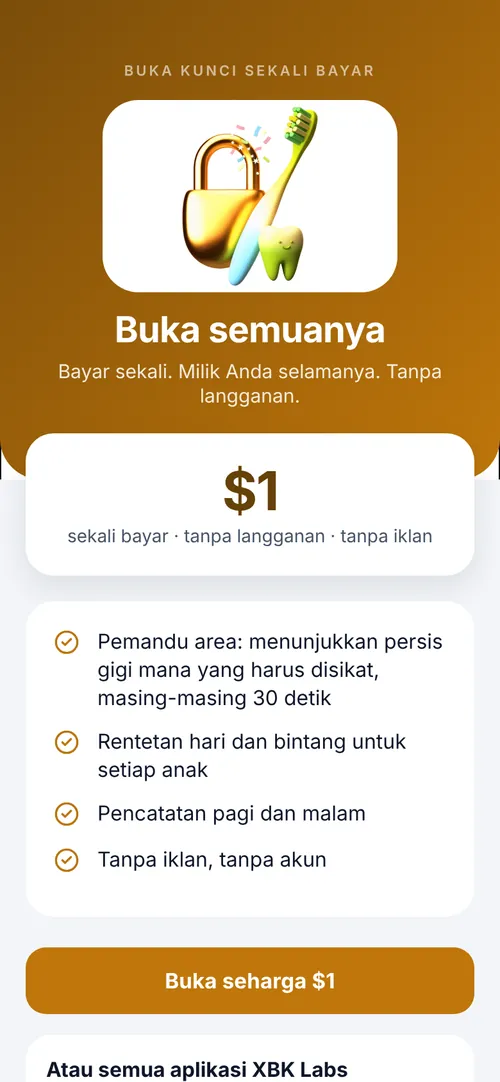 BUKA KUNCI SEKALI BAYAR
Buka semuanya
Bayar sekali. Milik Anda selamanya. Tanpa
langganan.
$1
sekali bayar · tanpa langganan · tanpa iklan
Pemandu area: menunjukkan persis
gigi mana yang harus disikat,
masing-masing 30 detik
Rentetan hari dan bintang untuk
setiap anak
Pencatatan pagi dan malam
Tanpa iklan, tanpa akun
Buka seharga $1
Atau semua aplikasi XBK Labs